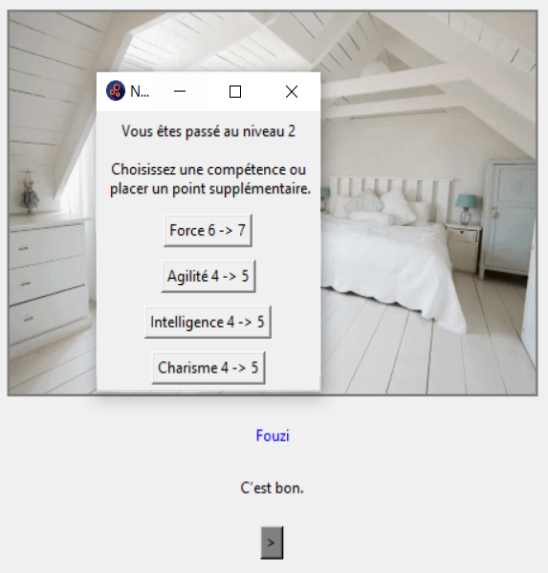 N...
Vous êtes passé au niveau 2
Choisissez une compétence ou
placer un point supplémentaire.
Force 6 -> 7
Agilité 4 -> 5
Intelligence 4 -> 5
Charisme 4 -> 5
Fouzi
C'est bon.
>